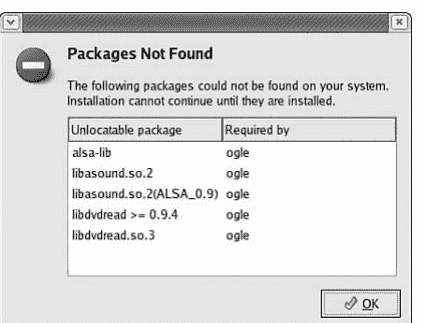 Packages Not Found
The following packages could not be found on your system.
Installation cannot continue until they are installed.
Unlocatable package Required by
alsa-lib ogle
libasound.so.2 ogle
libasound.so.2(ALSA_0.9) ogle
libdvdread >= 0.9.4 ogle
libdvdread.so.3 ogle
OK